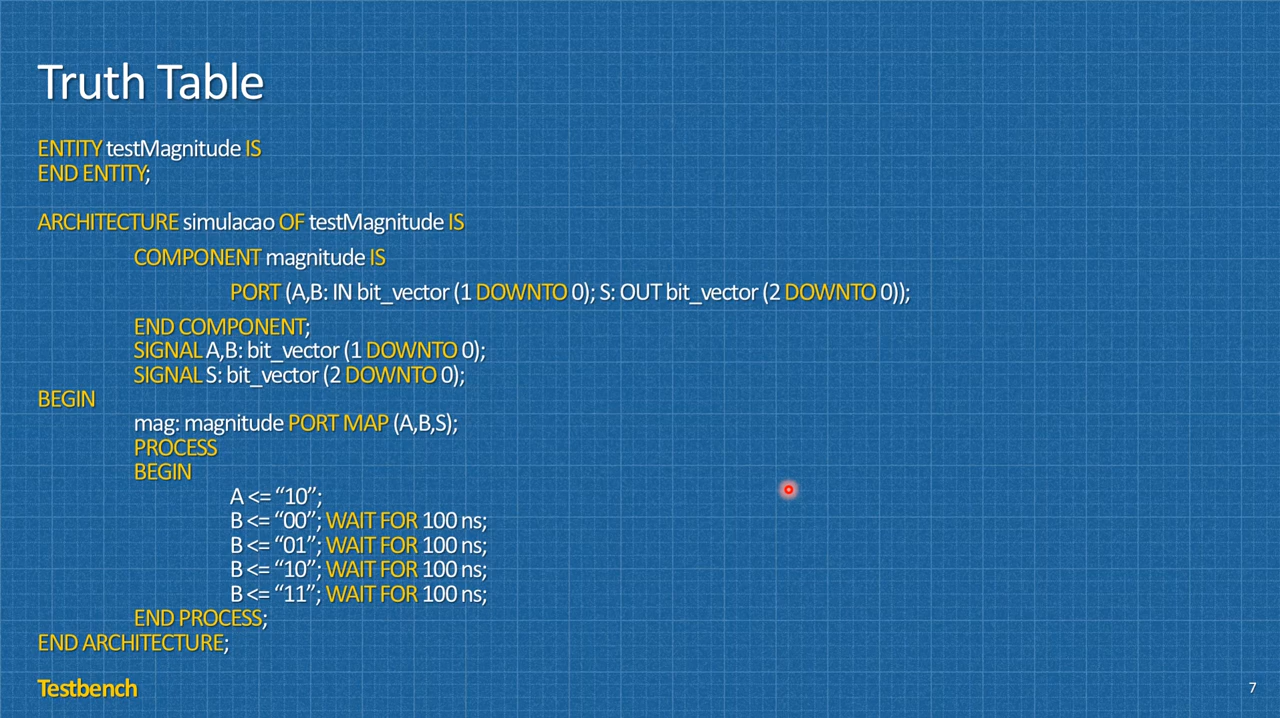 Truth Table
ENTITY testMagnitude IS
END ENTITY;
ARCHITECTURE simulacao OF testMagnitude IS
COMPONENT magnitude IS
PORT (A,B: IN bit_vector (1 DOWNTO 0); S: OUT bit_vector (2 DOWNTO 0));
END COMPONENT;
SIGNAL A,B: bit_vector (1 DOWNTO 0);
SIGNAL S: bit_vector (2 DOWNTO 0);
BEGIN
mag: magnitude PORT MAP (A,B,S);
PROCESS
BEGIN
A <= “10”;
B <= “00”; WAIT FOR 100 ns;
B <= “01”; WAIT FOR 100 ns;
B <= “10”; WAIT FOR 100 ns;
B <= “11”; WAIT FOR 100 ns;
END PROCESS;
END ARCHITECTURE;
Testbench
7